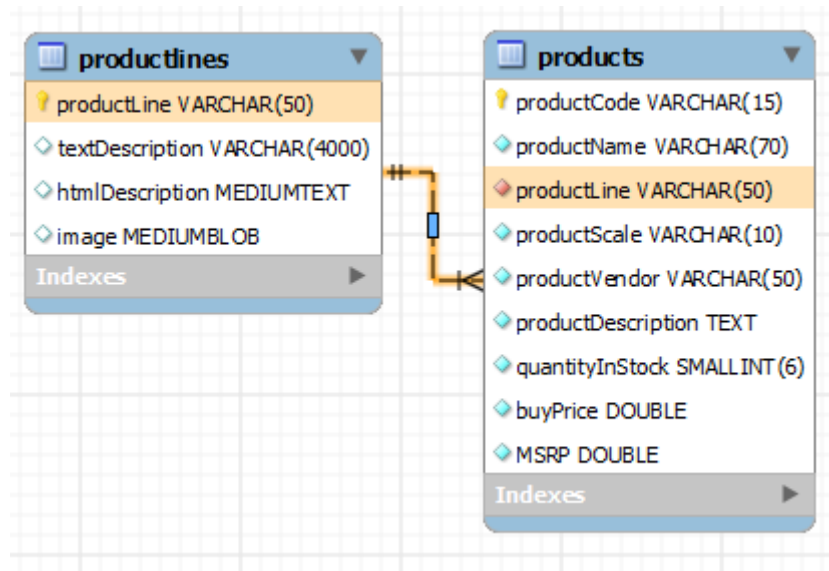 productlines
productLine VARCHAR(50)
textDescription VARCHAR(4000)
htmlDescription MEDIUMTEXT
image MEDIUMBLOB
Indexes
products
productCode VARCHAR(15)
productName VARCHAR(70)
productLine VARCHAR(50)
productScale VARCHAR(10)
productVendor VARCHAR(50)
productDescription TEXT
quantityInStock SMALLINT(6)
buyPrice DOUBLE
MSRP DOUBLE
Indexes